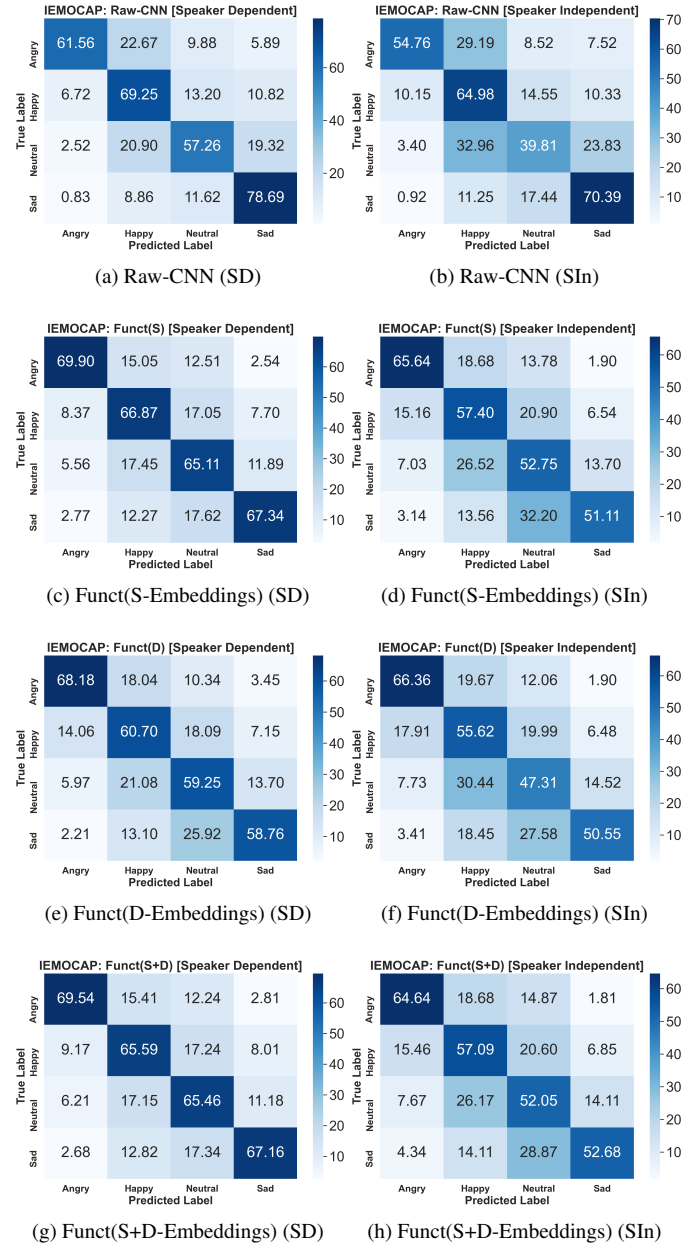 IEMOCAP: Raw-CNN [Speaker Dependent]
True Label
Angry 61.56 22.67 9.88 5.89
Happy 6.72 69.25 13.20 10.82
Neutral 2.52 20.90 57.26 19.32
Sad 0.83 8.86 11.62 78.69
Angry Happy Neutral Sad
Predicted Label
60
40
20
(a) Raw-CNN (SD)
IEMOCAP: Raw-CNN [Speaker Independent]
True Label
Angry 54.76 29.19 8.52 7.52
Happy 10.15 64.98 14.55 10.33
Neutral 3.40 32.96 39.81 23.83
Sad 0.92 11.25 17.44 70.39
Angry Happy Neutral Sad
Predicted Label
70
60
50
40
30
20
10
(b) Raw-CNN (SIn)
IEMOCAP: Funct(S) [Speaker Dependent]
True Label
Angry 69.90 15.05 12.51 2.54
Happy 8.37 66.87 17.05 7.70
Neutral 5.56 17.45 65.11 11.89
Sad 2.77 12.27 17.62 67.34
Angry Happy Neutral Sad
Predicted Label
60
50
40
30
20
10
(c) Funct(S-Embeddings) (SD)
IEMOCAP: Funct(S) [Speaker Independent]
True Label
Angry 65.64 18.68 13.78 1.90
Happy 15.16 57.40 20.90 6.54
Neutral 7.03 26.52 52.75 13.70
Sad 3.14 13.56 32.20 51.11
Angry Happy Neutral Sad
Predicted Label
60
50
40
30
20
10
(d) Funct(S-Embeddings) (SIn)
IEMOCAP: Funct(D) [Speaker Dependent]
True Label
Angry 68.18 18.04 10.34 3.45
Happy 14.06 60.70 18.09 7.15
Neutral 5.97 21.08 59.25 13.70
Sad 2.21 13.10 25.92 58.76
Angry Happy Neutral Sad
Predicted Label
60
50
40
30
20
10
(e) Funct(D-Embeddings) (SD)
IEMOCAP: Funct(D) [Speaker Independent]
True Label
Angry 66.36 19.67 12.06 1.90
Happy 17.91 55.62 19.99 6.48
Neutral 7.73 30.44 47.31 14.52
Sad 3.41 18.45 27.58 50.55
Angry Happy Neutral Sad
Predicted Label
60
50
40
30
20
10
(f) Funct(D-Embeddings) (SIn)
IEMOCAP: Funct(S+D) [Speaker Dependent]
True Label
Angry 69.54 15.41 12.24 2.81
Happy 9.17 65.59 17.24 8.01
Neutral 6.21 17.15 65.46 11.18
Sad 2.68 12.82 17.34 67.16
Angry Happy Neutral Sad
Predicted Label
60
50
40
30
20
10
(g) Funct(S+D-Embeddings) (SD)
IEMOCAP: Funct(S+D) [Speaker Independent]
True Label
Angry 64.64 18.68 14.87 1.81
Happy 15.46 57.09 20.60 6.85
Neutral 7.67 26.17 52.05 14.11
Sad 4.34 14.11 28.87 52.68
Angry Happy Neutral Sad
Predicted Label
60
50
40
30
20
10
(h) Funct(S+D-Embeddings) (SIn)